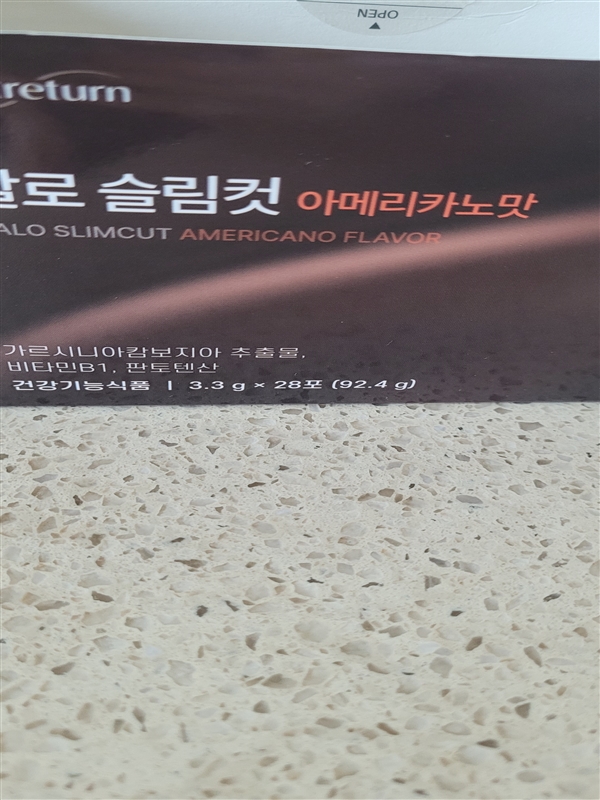 OPEN
return
로 슬림컷 아메리카노맛
ALO SLIMCUT AMERICANO FLAVOR
가르시니아캄보지아 추출물,
비타민B1, 판토텐산
건강기능식품 | 3.3 g × 28포 (92.4 g)